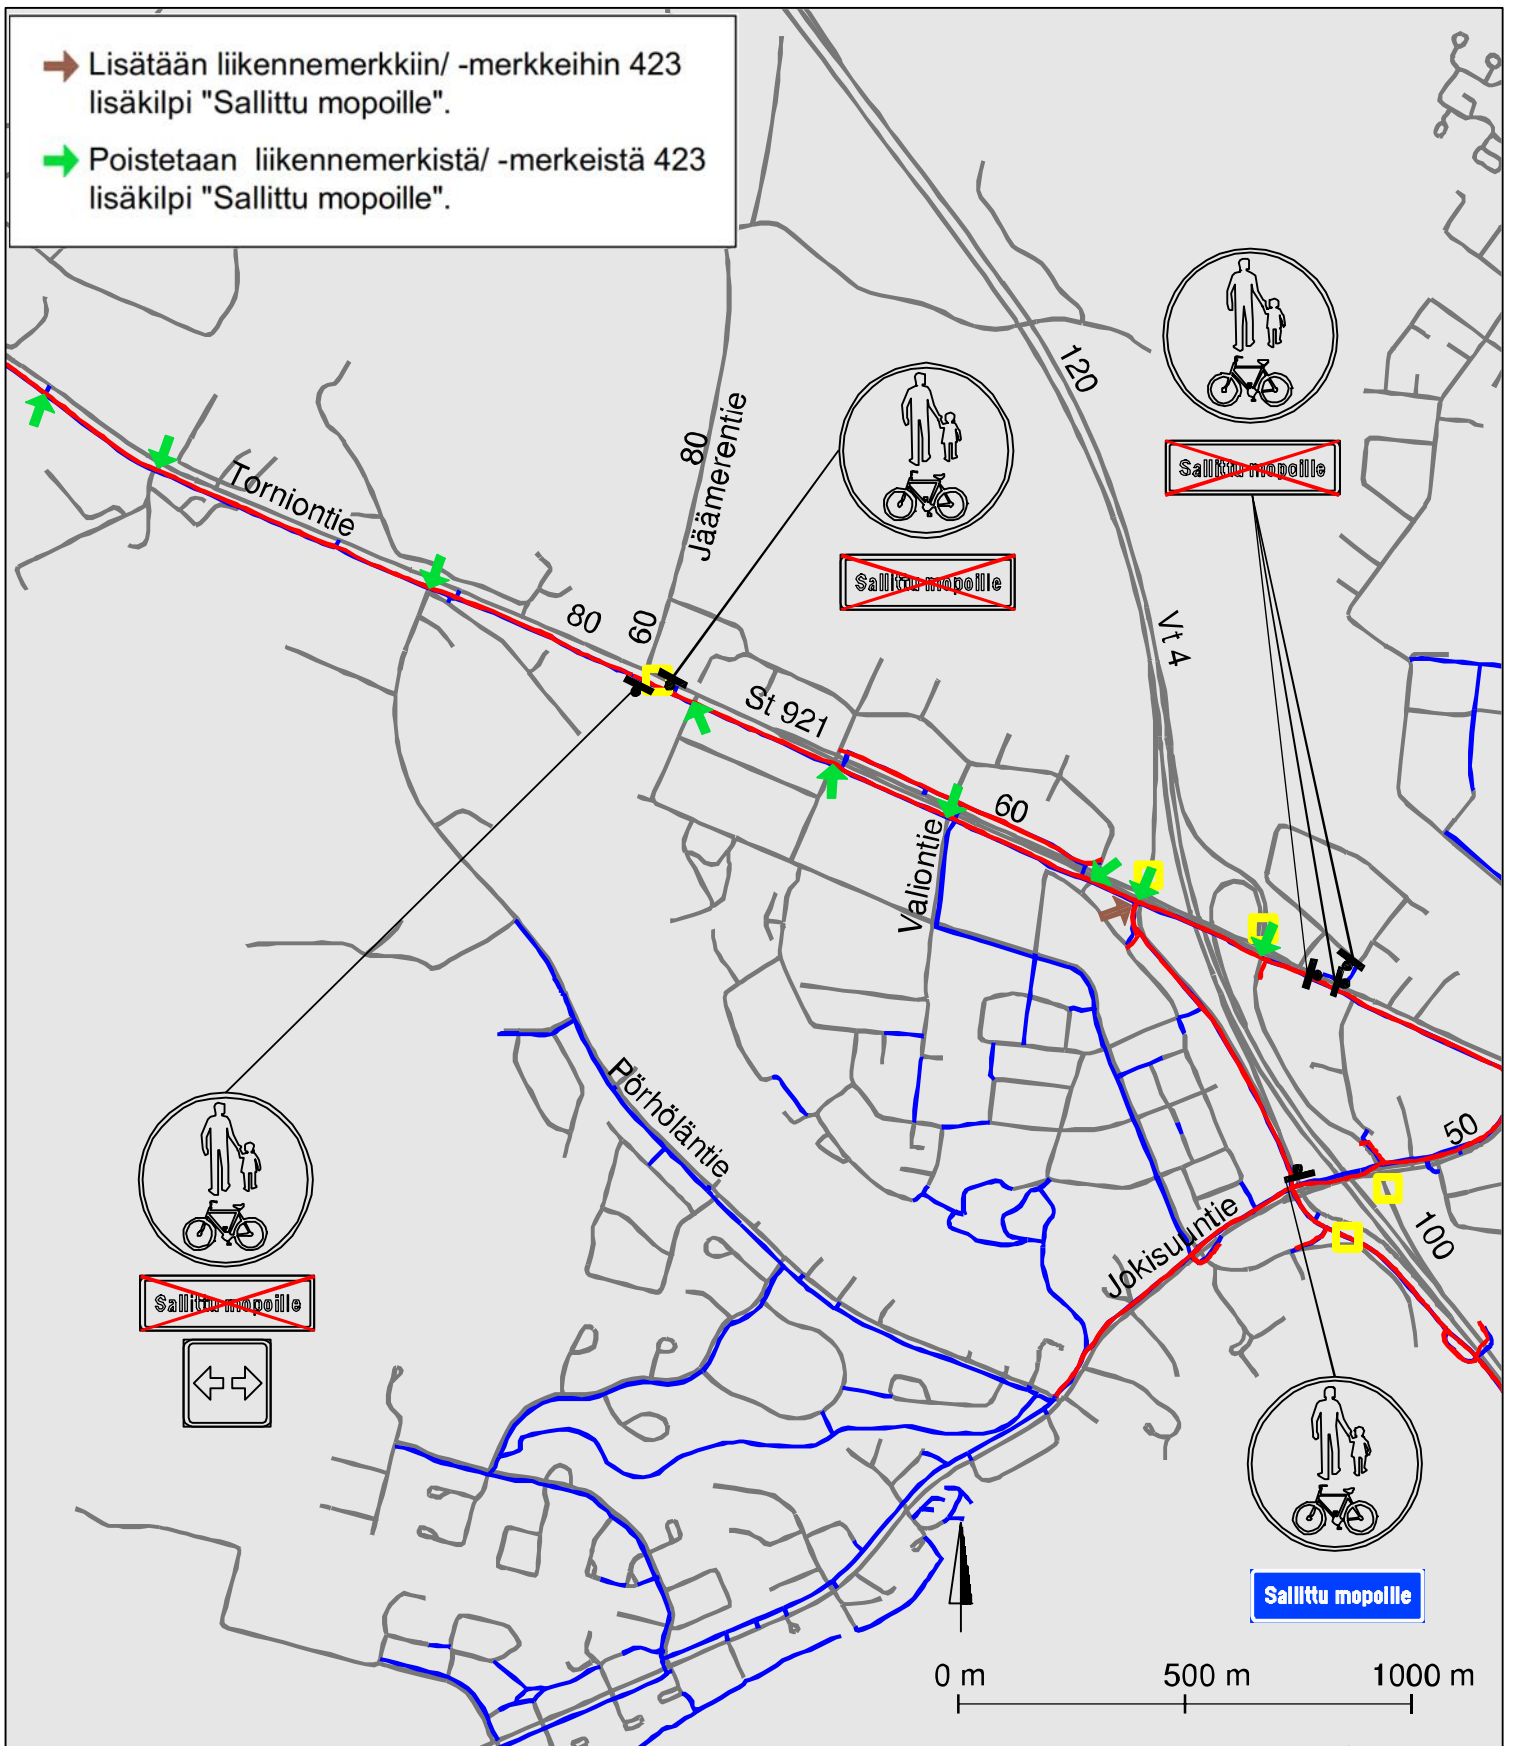 Lisätään liikennemerkkiin/ -merkkeihin 423
lisäkilpi "Sallittu mopoille".
Poistetaan liikennemerkistä/ -merkeistä 423
lisäkilpi "Sallittu mopoille".
120
80
Jäämerentie
Sallittu mopoille
Torniontie
Sallittu mopoille
80
60
Vt 4
St 921
60
Valiontie
Pörhöläntie
50
Jokisuuntie
100
Sallittu mopoille
Sallittu mopoille
0 m 500 m 1000 m